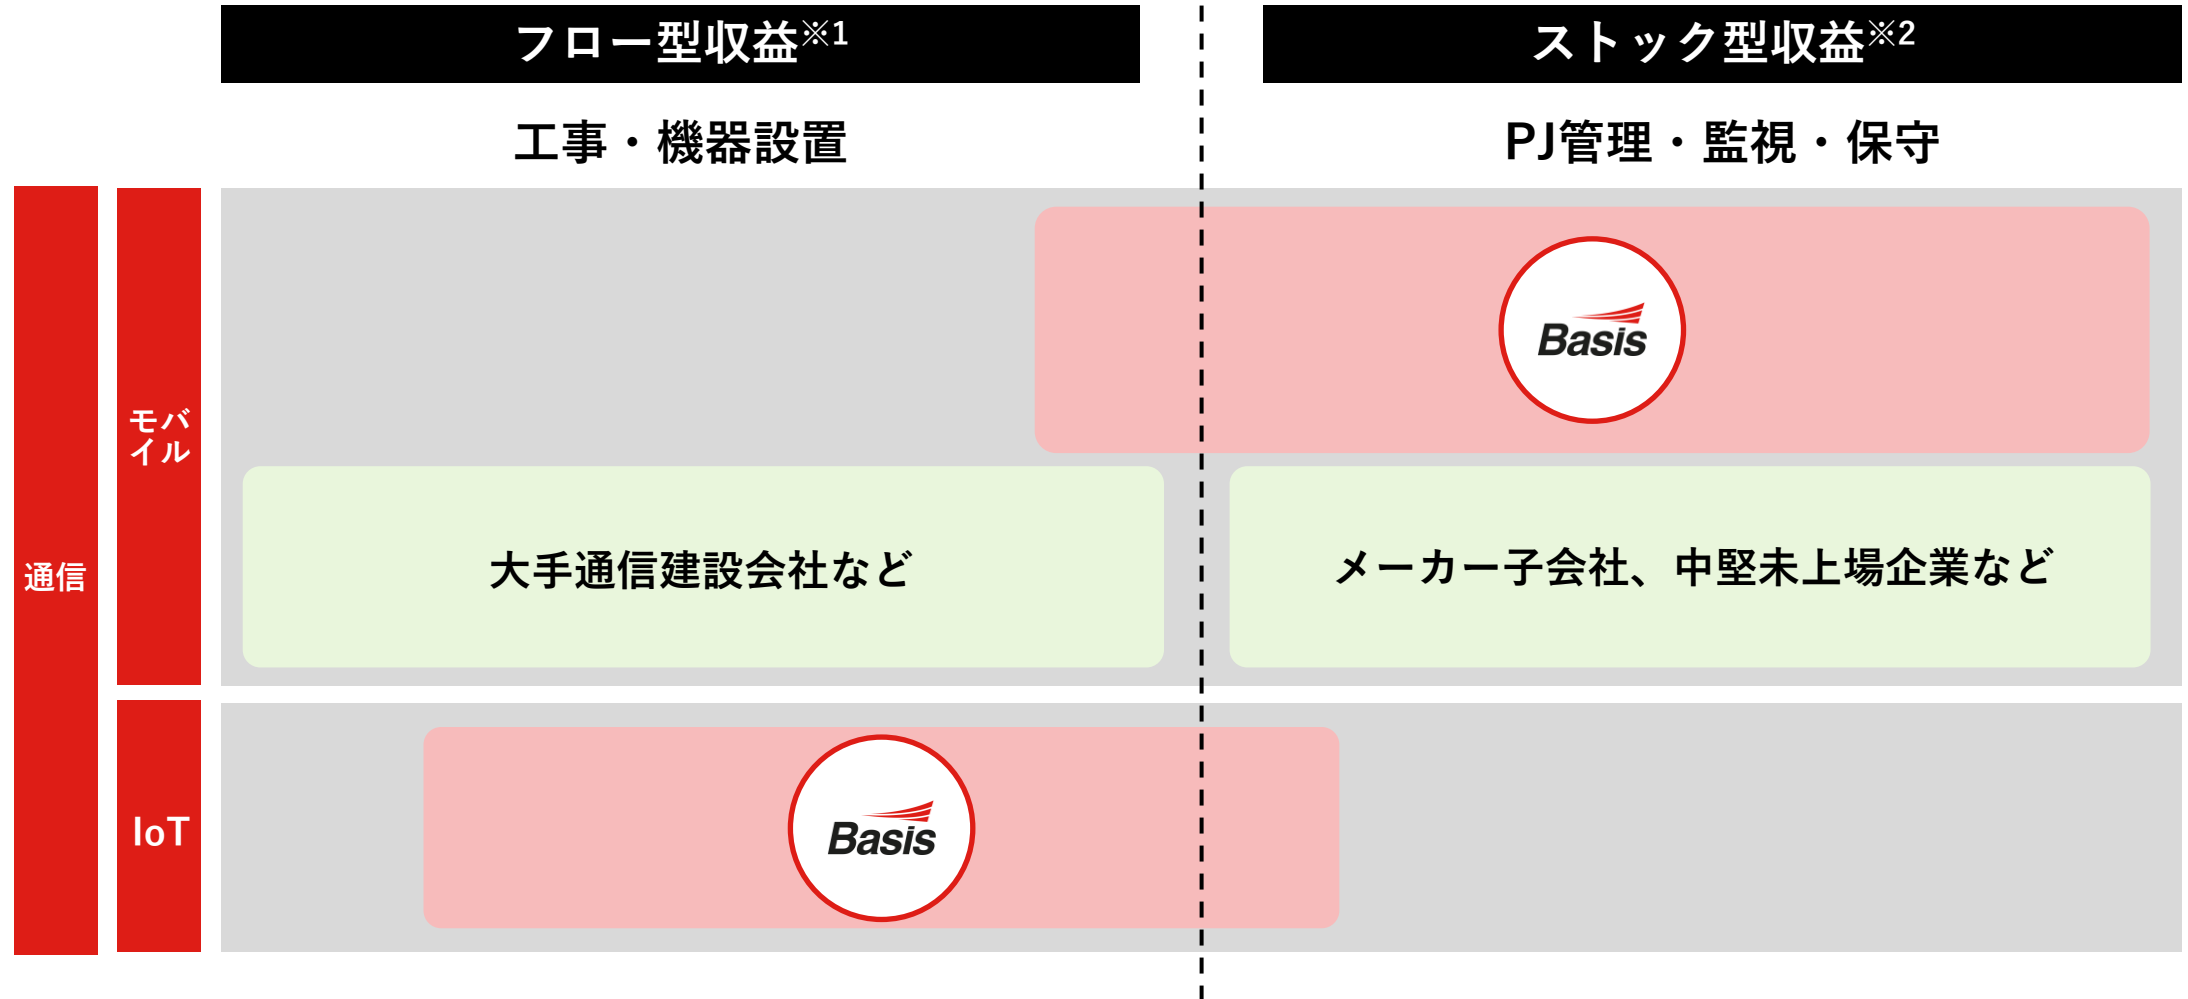 フロー型収益※1
ストック型収益※2
工事・機器設置
PJ管理・監視・保守
通信
モバ
イル
Basis
大手通信建設会社など
メーカー子会社、中堅未上場企業など
IoT
Basis